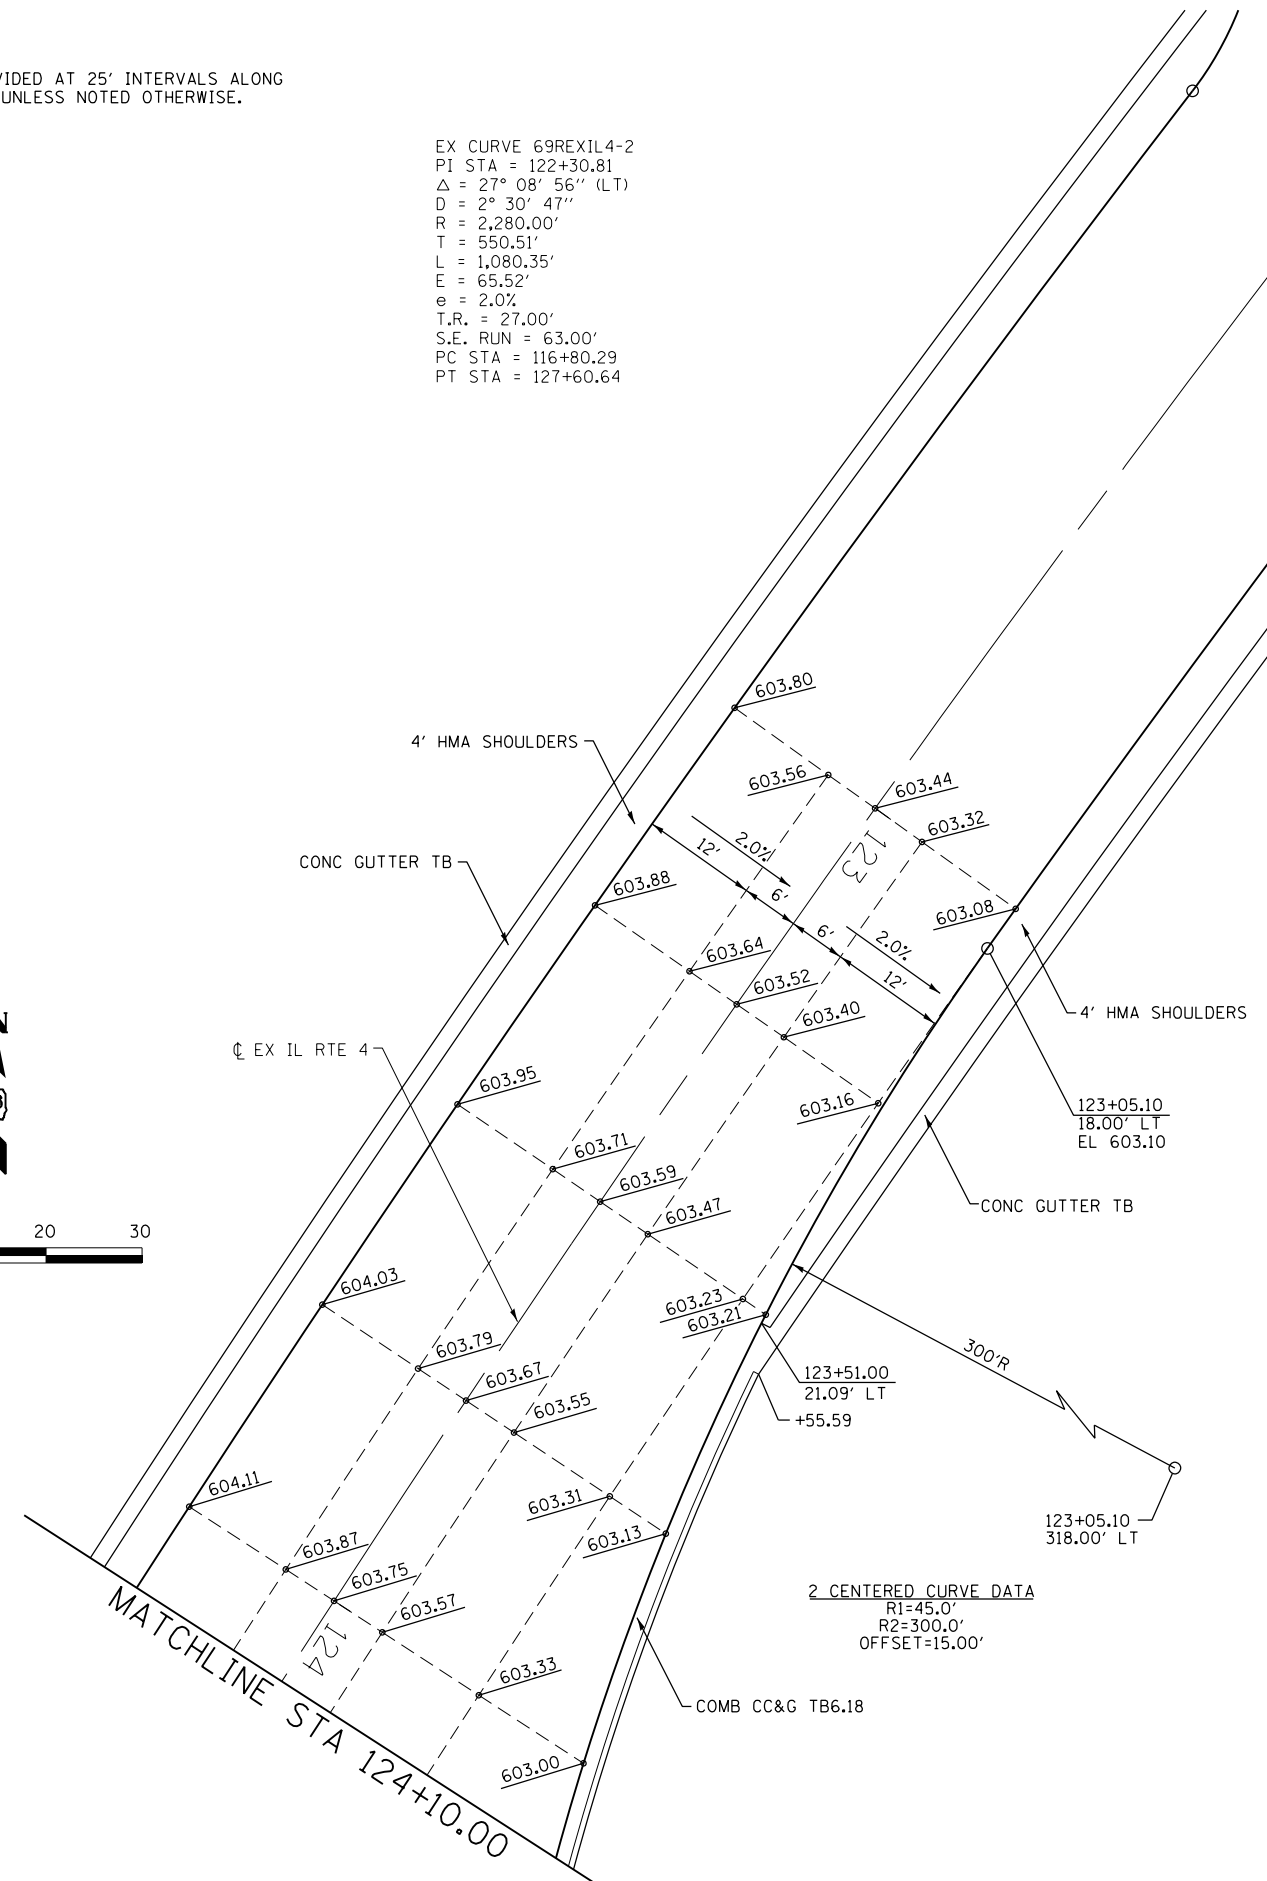 VIDED AT 25' INTERVALS ALONG
UNLESS NOTED OTHERWISE.
EX CURVE 69REXIL4-2
PI STA = 122+30.81
Δ = 27° 08' 56'' (LT)
D = 2° 30' 47''
R = 2,280.00'
T = 550.51'
L = 1,080.35'
E = 65.52'
e = 2.0%
T.R. = 27.00'
S.E. RUN = 63.00'
PC STA = 116+80.29
PT STA = 127+60.64
603.80
4' HMA SHOULDERS
603.56
603.44
603.32
123
2.0%
12'
CONC GUTTER TB
603.88
6'
603.08
6'
2.0%
603.64
12'
603.52
4' HMA SHOULDERS
N
603.40
℄ EX IL RTE 4
603.95
603.16
123+05.10
18.00' LT
EL 603.10
603.71
603.59
603.47
CONC GUTTER TB
20
30
604.03
603.23
603.21
300'R
603.79
603.67
123+51.00
21.09' LT
603.55
+55.59
604.11
603.31
603.13
123+05.10
318.00' LT
603.87
603.75
603.57
2 CENTERED CURVE DATA
R1=45.0'
R2=300.0'
OFFSET=15.00'
124
603.33
COMB CC&G TB6.18
603.00
MATCHLINE STA 124+10.00